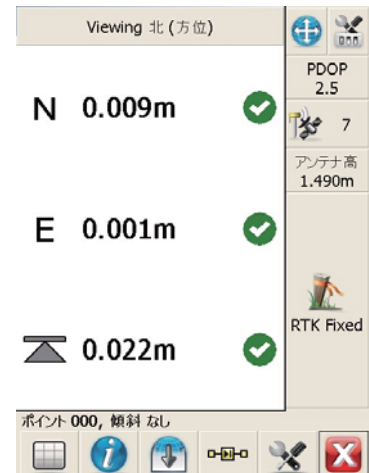 Viewing 北 (方位)
N 0.009m
E 0.001m
0.022m
PDOP
2.5
7
アンテナ高
1.490m
RTK Fixed
ポイント 000, 傾斜 なし